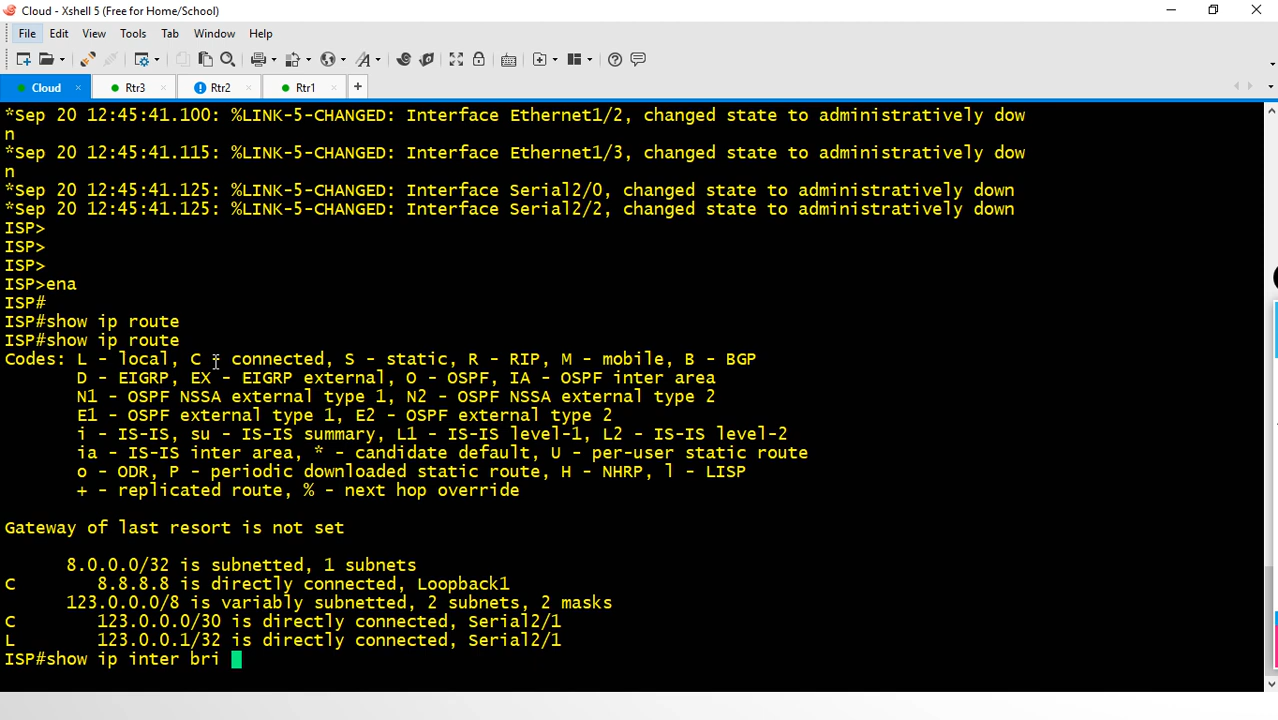 Cloud - Xshell 5 (Free for Home/School)
File Edit View Tools Tab Window Help
Cloud × Rtr3 × Rtr2 × Rtr1 × +
*Sep 20 12:45:41.100: %LINK-5-CHANGED: Interface Ethernet1/2, changed state to administratively dow
n
*Sep 20 12:45:41.115: %LINK-5-CHANGED: Interface Ethernet1/3, changed state to administratively dow
n
*Sep 20 12:45:41.125: %LINK-5-CHANGED: Interface Serial2/0, changed state to administratively down
*Sep 20 12:45:41.125: %LINK-5-CHANGED: Interface Serial2/2, changed state to administratively down
ISP>
ISP>
ISP>
ISP>ena
ISP#
ISP#show ip route
ISP#show ip route
Codes: L - local, C - connected, S - static, R - RIP, M - mobile, B - BGP
D - EIGRP, EX - EIGRP external, O - OSPF, IA - OSPF inter area
N1 - OSPF NSSA external type 1, N2 - OSPF NSSA external type 2
E1 - OSPF external type 1, E2 - OSPF external type 2
i - IS-IS, su - IS-IS summary, L1 - IS-IS level-1, L2 - IS-IS level-2
ia - IS-IS inter area, * - candidate default, U - per-user static route
o - ODR, P - periodic downloaded static route, H - NHRP, l - LISP
+ - replicated route, % - next hop override
Gateway of last resort is not set
8.0.0.0/32 is subnetted, 1 subnets
C 8.8.8.8 is directly connected, Loopback1
123.0.0.0/8 is variably subnetted, 2 subnets, 2 masks
C 123.0.0.0/30 is directly connected, Serial2/1
L 123.0.0.1/32 is directly connected, Serial2/1
ISP#show ip inter bri